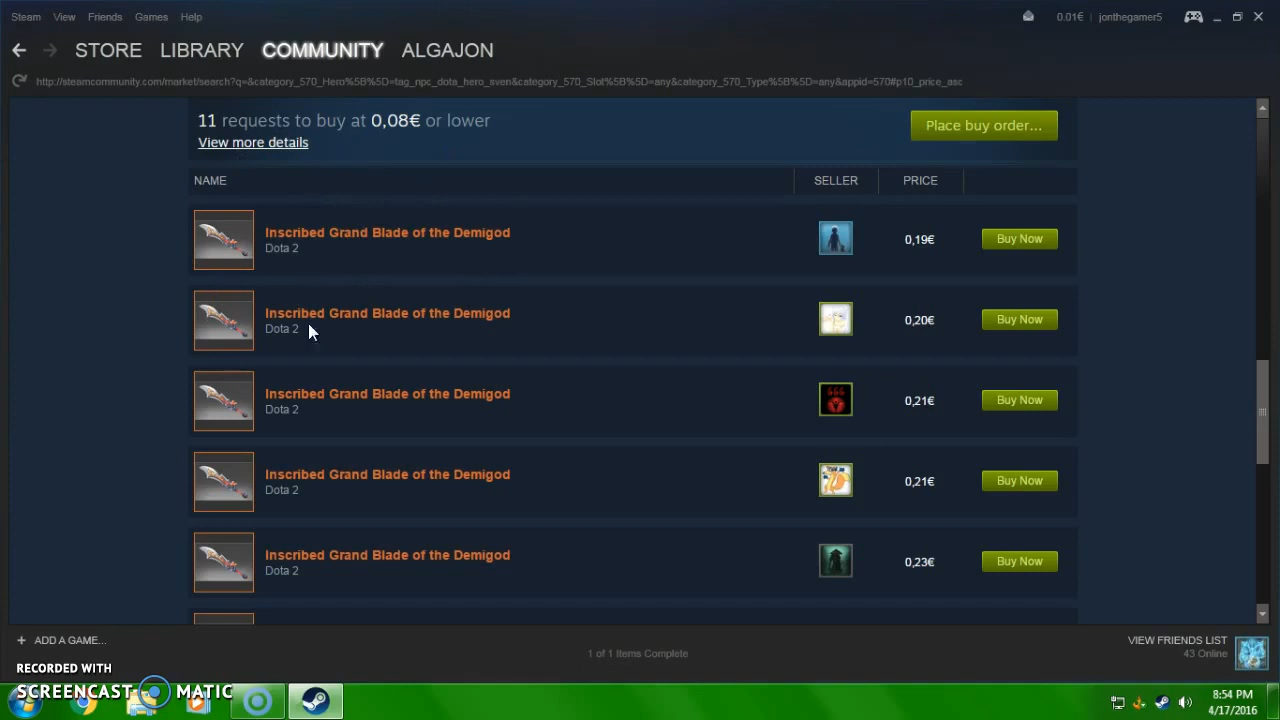 Steam View Friends Games Help 0.01€ jonthegamer5
STORE LIBRARY COMMUNITY ALGAJON
http://steamcommunity.com/market/search?q=&category_570_Hero%5B%5D=tag_npc_dota_hero_sven&category_570_Slot%5B%5D=any&category_570_Type%5B%5D=any&appid=570#p10_price_asc
11 requests to buy at 0,08€ or lower
Place buy order...
View more details
NAME SELLER PRICE
Inscribed Grand Blade of the Demigod
Dota 2
0,19€ Buy Now
Inscribed Grand Blade of the Demigod
Dota 2
0,20€ Buy Now
Inscribed Grand Blade of the Demigod
Dota 2
666
0,21€ Buy Now
Inscribed Grand Blade of the Demigod
Dota 2
0,21€ Buy Now
Inscribed Grand Blade of the Demigod
Dota 2
0,23€ Buy Now
+ ADD A GAME...
1 of 1 Items Complete
VIEW FRIENDS LIST
43 Online
RECORDED WITH
SCREENCAST MATIC
8:54 PM
4/17/2016